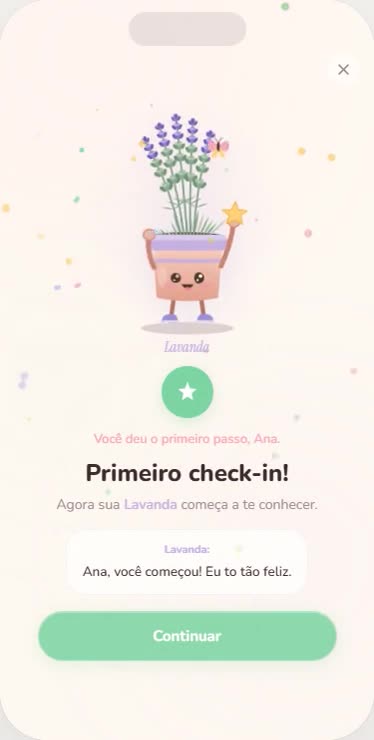 Lavanda
Você deu o primeiro passo, Ana.
Primeiro check-in!
Agora sua Lavanda começa a te conhecer.
Lavanda:
Ana, você começou! Eu to tão feliz.
Continuar